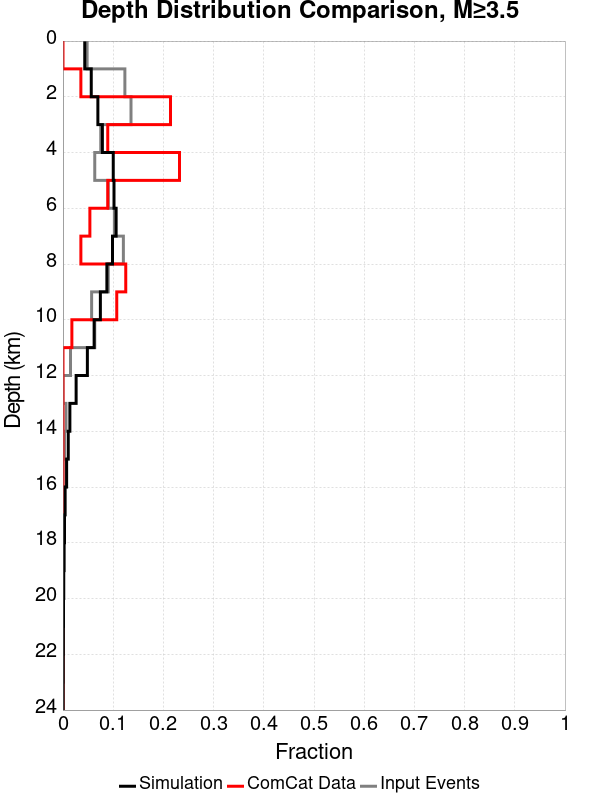 Depth Distribution Comparison, M≥3.5
0
2
4
6
8
10
12
14
16
18
20
22
24
Depth (km)
0 0.1 0.2 0.3 0.4 0.5 0.6 0.7 0.8 0.9 1
Fraction
Simulation ComCat Data Input Events